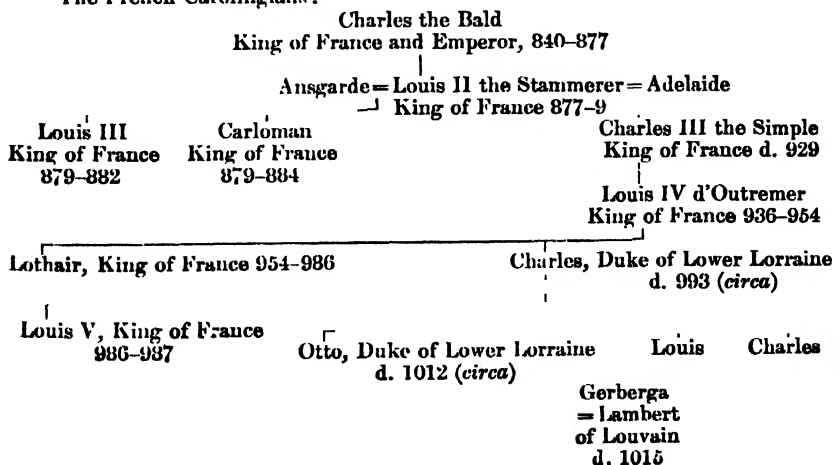 Charles the Bald
King of France and Emperor, 840–877
Ansgarde = Louis II the Stammerer = Adelaide
King of France 877–9
Louis III Carloman Charles III the Simple
King of France King of France King of France d. 929
879–882 879–884
Louis IV d'Outremer
King of France 936–954
Lothair, King of France 954–986 Charles, Duke of Lower Lorraine
d. 993 (circa)
Louis V, King of France
986–987
Otto, Duke of Lower Lorraine Louis Charles
d. 1012 (circa)
Gerberga
= Lambert
of Louvain
d. 1015